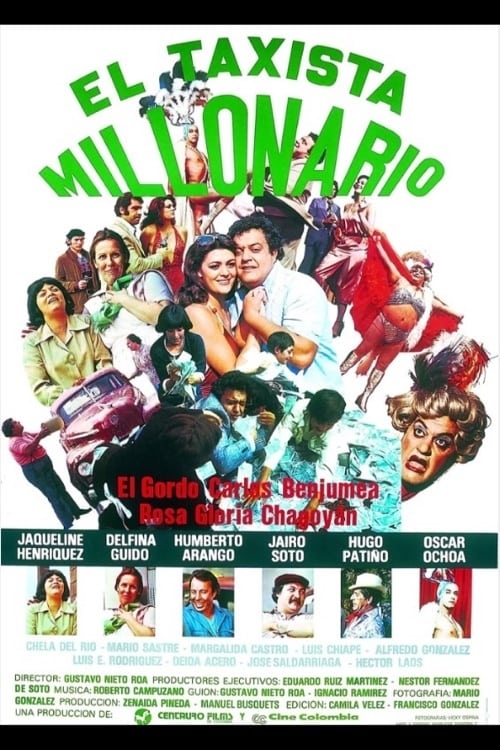 EL TAXISTA
MILLONARIO
El Gordo Carlos Benjumea
Rosa Gloria Chagoyán
JAQUELINE HENRIQUEZ
DELFINA GUIDO
HUMBERTO ARANGO
JAIRO SOTO
HUGO PATIÑO
OSCAR OCHOA
CHELA DEL RIO - MARIO SASTRE - MARGALIDA CASTRO - LUIS CHIAPE - ALFREDO GONZALEZ
LUIS E. RODRIGUEZ - DEIDA ACERO - JOSE SALDARRIAGA - HECTOR LAOS
DIRECTOR: GUSTAVO NIETO ROA PRODUCTORES EJECUTIVOS: EDUARDO RUIZ MARTINEZ - NESTER FERNANDEZ
DE SOTO MUSICA: ROBERTO CAMPUZANO GUION: GUSTAVO NIETO ROA - IGNACIO RAMIREZ FOTOGRAFIA: MARIO
GONZALEZ PRODUCCION: ZENAIDA PINEDA - MANUEL BUSQUETS EDICION: CAMILA VELEZ - FRANCISCO GONZALEZ
UNA PRODUCCION DE: CENTAURO FILMS Y Cine Colombia